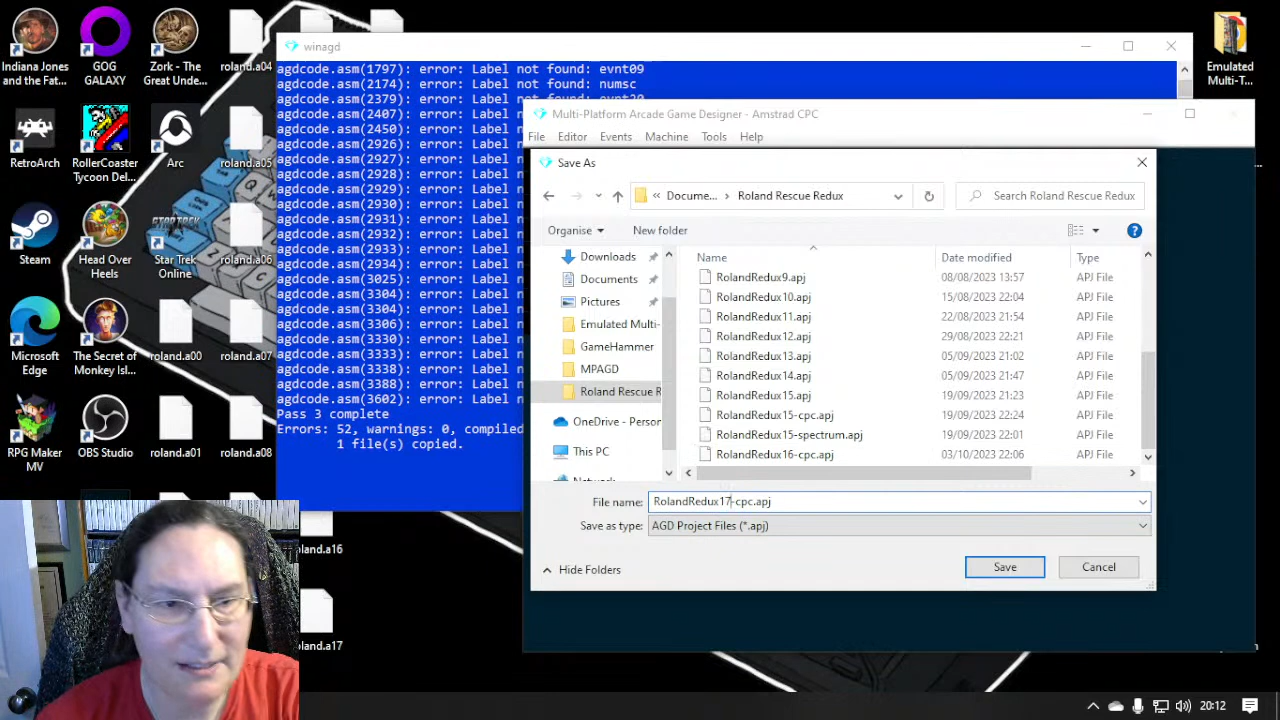 Indiana Jones
and the Fat...
GOG
GALAXY
Zork - The
Great Unde...
roland.a04
RetroArch
RollerCoaster
Tycoon Del...
Arc
roland.a05
Steam
Head Over
Heels
STAR TREK
Star Trek
Online
roland.a06
Microsoft
Edge
The Secret of
Monkey Isl...
roland.a00
roland.a07
RPG Maker
MV
OBS Studio
roland.a01
roland.a08
roland.a16
roland.a17
Emulated
Multi-T...
winagd
agdcode.asm(1797): error: Label not found: evnt09
agdcode.asm(2174): error: Label not found: numsc
agdcode.asm(2379): error: Label not found: evnt20
agdcode.asm(2407): error: Label n
agdcode.asm(2450): error: Label n
agdcode.asm(2926): error: Label n
agdcode.asm(2927): error: Label n
agdcode.asm(2928): error: Label n
agdcode.asm(2929): error: Label n
agdcode.asm(2930): error: Label n
agdcode.asm(2931): error: Label n
agdcode.asm(2932): error: Label n
agdcode.asm(2933): error: Label n
agdcode.asm(2934): error: Label n
agdcode.asm(3025): error: Label n
agdcode.asm(3304): error: Label n
agdcode.asm(3304): error: Label n
agdcode.asm(3306): error: Label n
agdcode.asm(3330): error: Label n
agdcode.asm(3333): error: Label n
agdcode.asm(3338): error: Label n
agdcode.asm(3388): error: Label n
agdcode.asm(3602): error: Label n
Pass 3 complete
Errors: 52, warnings: 0, compiled
1 file(s) copied.
Multi-Platform Arcade Game Designer - Amstrad CPC
File Editor Events Machine Tools Help
Save As
« Docume... › Roland Rescue Redux
Search Roland Rescue Redux
Organise New folder
Downloads
Documents
Pictures
Emulated Multi-
GameHammer
MPAGD
Roland Rescue R
OneDrive - Person
This PC
Network
Name Date modified Type
RolandRedux9.apj 08/08/2023 13:57 APJ File
RolandRedux10.apj 15/08/2023 22:04 APJ File
RolandRedux11.apj 22/08/2023 21:54 APJ File
RolandRedux12.apj 29/08/2023 22:21 APJ File
RolandRedux13.apj 05/09/2023 21:02 APJ File
RolandRedux14.apj 05/09/2023 21:47 APJ File
RolandRedux15.apj 19/09/2023 21:23 APJ File
RolandRedux15-cpc.apj 19/09/2023 22:24 APJ File
RolandRedux15-spectrum.apj 19/09/2023 22:01 APJ File
RolandRedux16-cpc.apj 03/10/2023 22:06 APJ File
File name: RolandRedux17-cpc.apj
Save as type: AGD Project Files (*.apj)
Hide Folders
Save Cancel
20:12